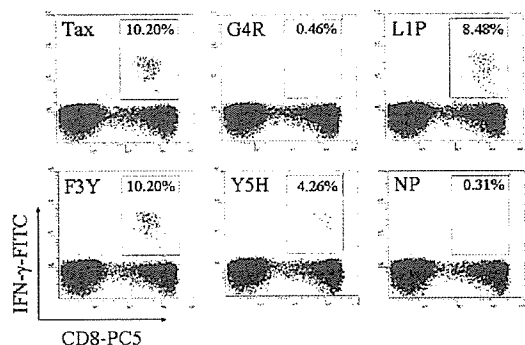 Tax 10.20%
G4R 0.46%
L1P 8.48%
F3Y 10.20%
Y5H 4.26%
NP 0.31%
IFN-γ-FITC
CD8-PC5